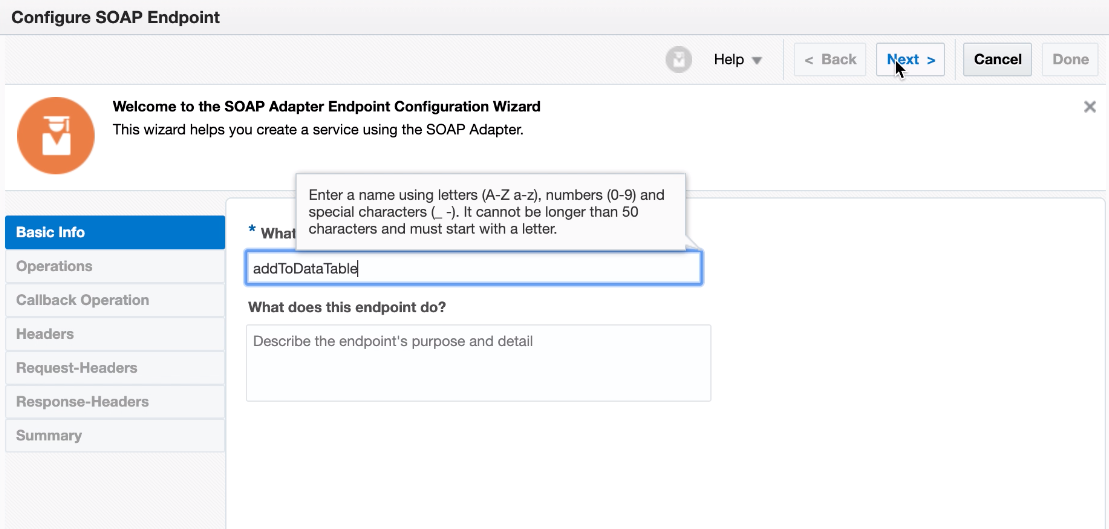 Configure SOAP Endpoint
Help
< Back
Next >
Cancel
Done
Welcome to the SOAP Adapter Endpoint Configuration Wizard
This wizard helps you create a service using the SOAP Adapter.
Enter a name using letters (A-Z a-z), numbers (0-9) and
special characters (_ -). It cannot be longer than 50
characters and must start with a letter.
Basic Info
Operations
Callback Operation
Headers
Request-Headers
Response-Headers
Summary
* What
addToDataTable
What does this endpoint do?
Describe the endpoint's purpose and detail